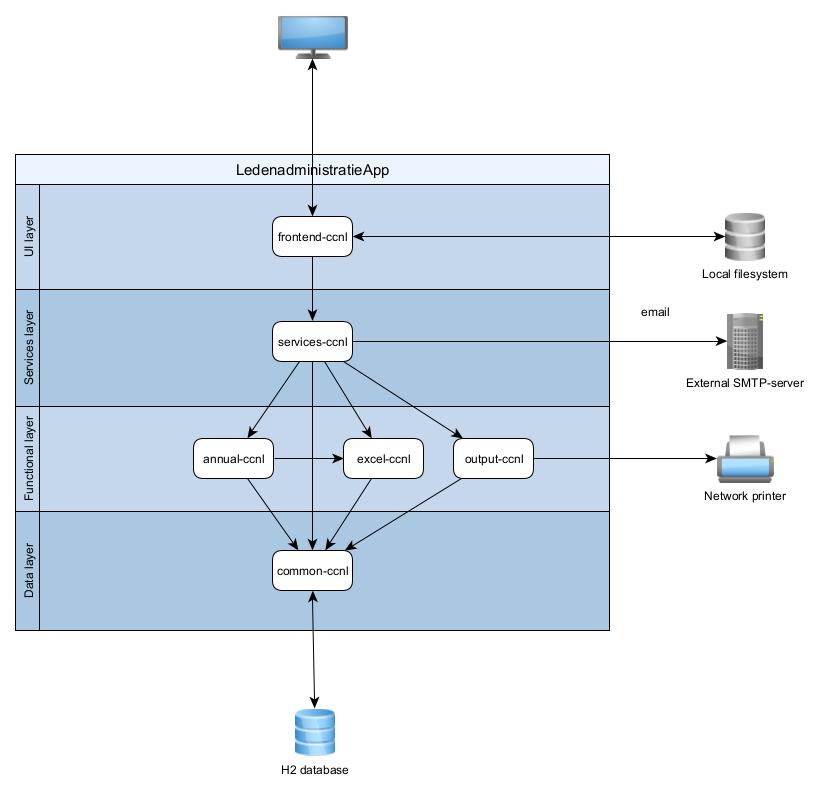 LedenadministratieApp
UI layer
frontend-ccnl
Local filesystem
Services layer
services-ccnl
email
External SMTP-server
Functional layer
annual-ccnl
excel-ccnl
output-ccnl
Network printer
Data layer
common-ccnl
H2 database